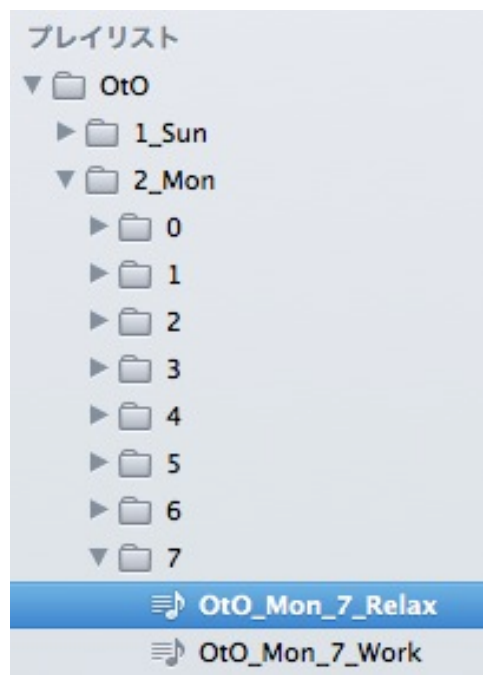 プレイリスト
OtO
1_Sun
2_Mon
0
1
2
3
4
5
6
7
OtO_Mon_7_Relax
OtO_Mon_7_Work